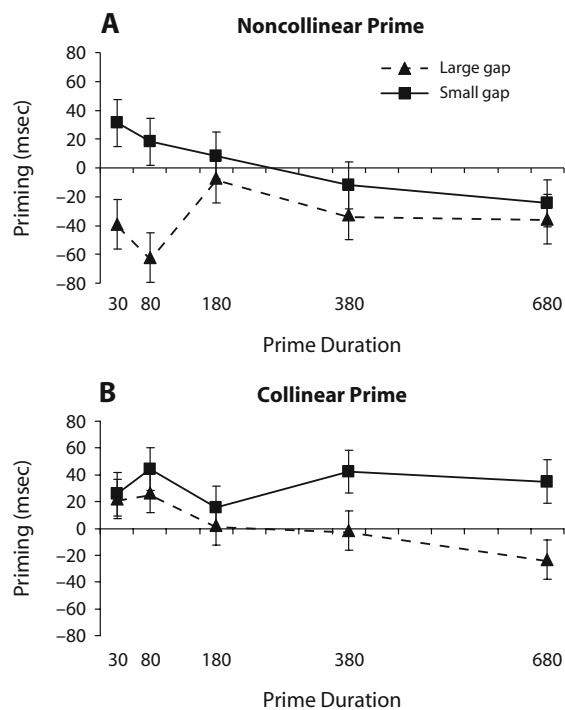 A
Noncollinear Prime
80
60
40
20
0
–20
–40
–60
–80
Priming (msec)
Large gap
Small gap
30 80 180 380 680
Prime Duration
B
Collinear Prime
80
60
40
20
0
–20
–40
–60
–80
Priming (msec)
30 80 180 380 680
Prime Duration